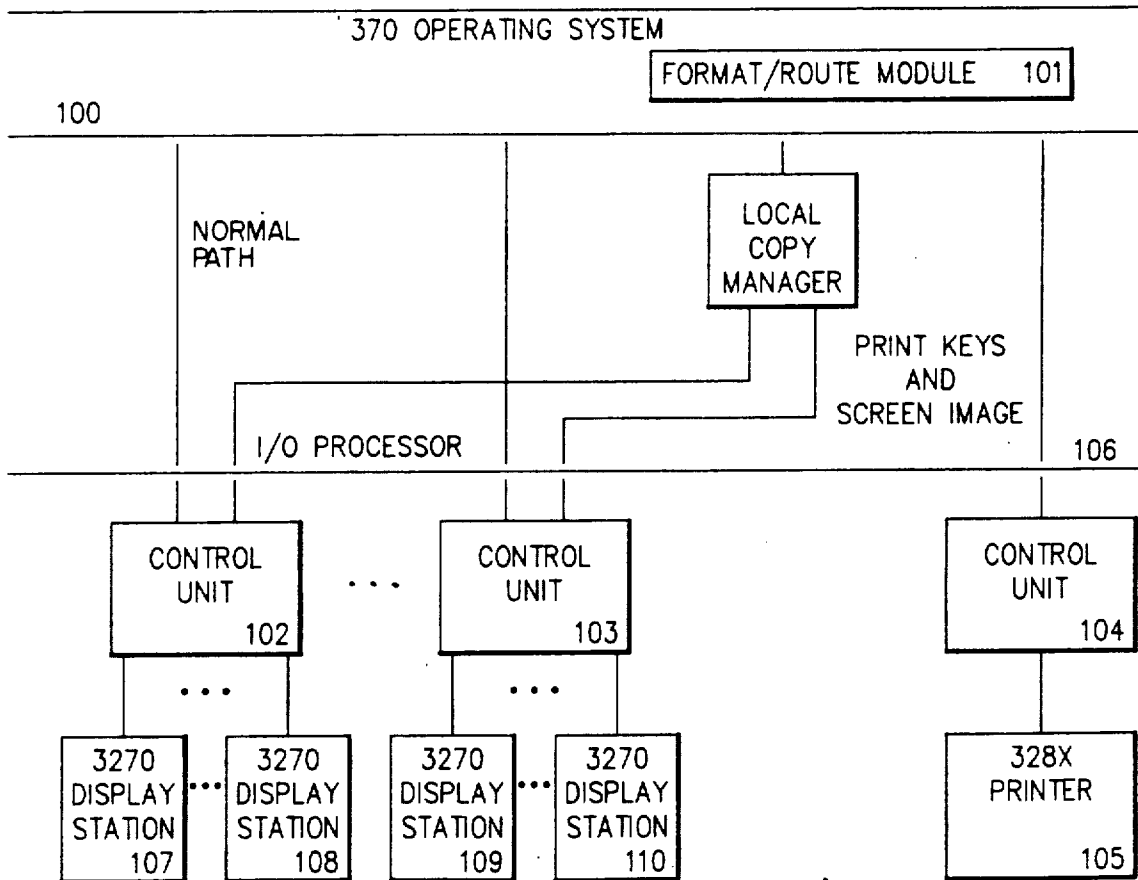 370 OPERATING SYSTEM
FORMAT/ROUTE MODULE 101
100
NORMAL
PATH
LOCAL
COPY
MANAGER
PRINT KEYS
AND
SCREEN IMAGE
I/O PROCESSOR
106
CONTROL
UNIT
102
...
CONTROL
UNIT
103
CONTROL
UNIT
104
...
...
3270
DISPLAY
STATION
107
...
3270
DISPLAY
STATION
108
3270
DISPLAY
STATION
109
...
3270
DISPLAY
STATION
110
328X
PRINTER
105